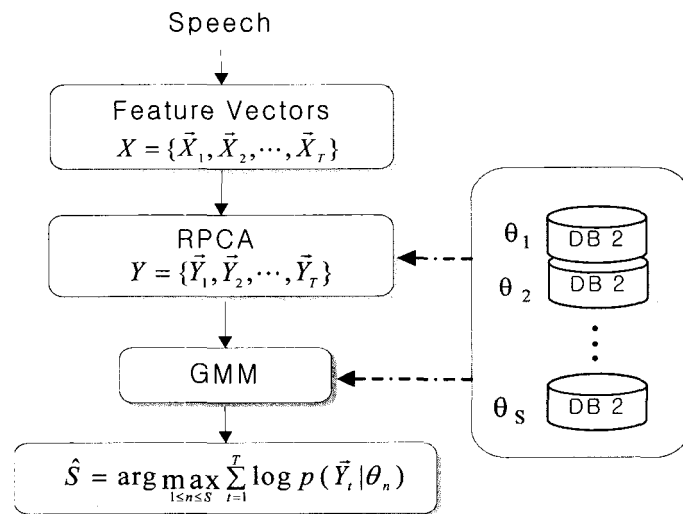 Speech
Feature Vectors
X = {X⃗₁, X⃗₂, ⋯, X⃗_T}
RPCA
Y = {Y⃗₁, Y⃗₂, ⋯, Y⃗_T}
GMM
Ŝ = arg max_{1≤n≤S} ∑_{t=1}^{T} log p(Y⃗_t|θ_n)
θ₁ DB 2
θ₂ DB 2
θ_S DB 2